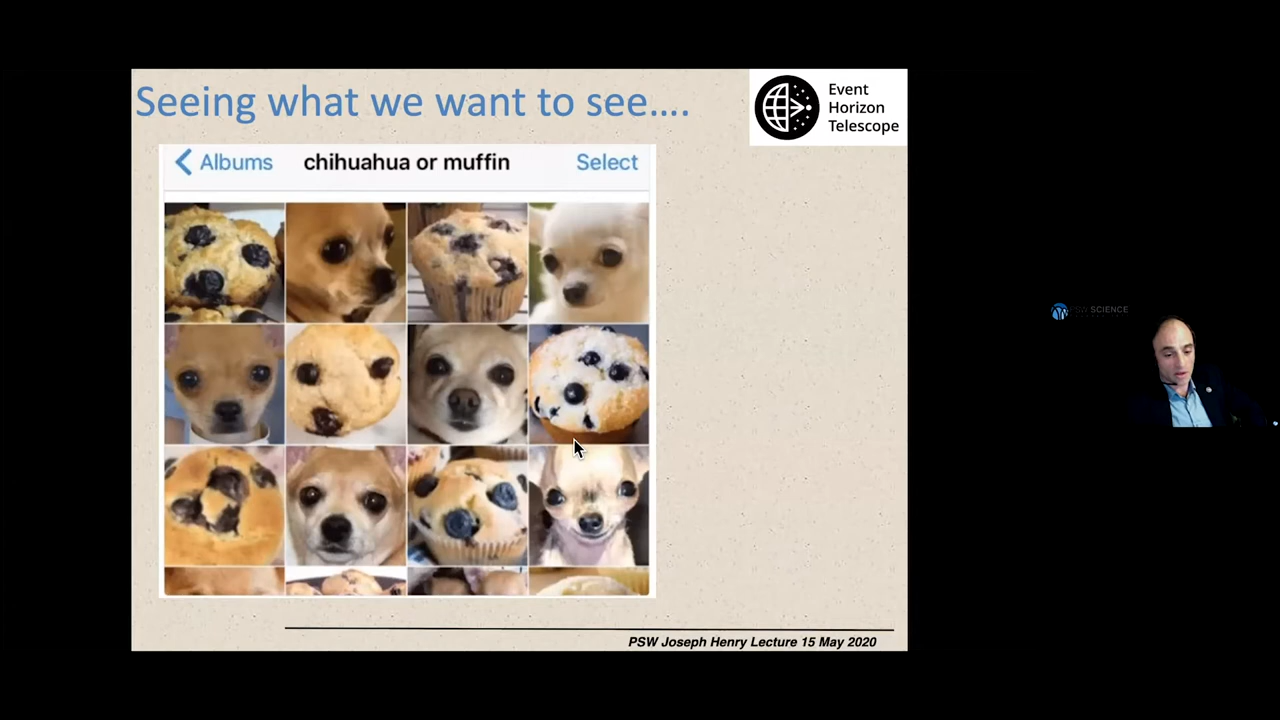 Seeing what we want to see....
Event
Horizon
Telescope
Albums chihuahua or muffin Select
SCIENCE
PSW Joseph Henry Lecture 15 May 2020